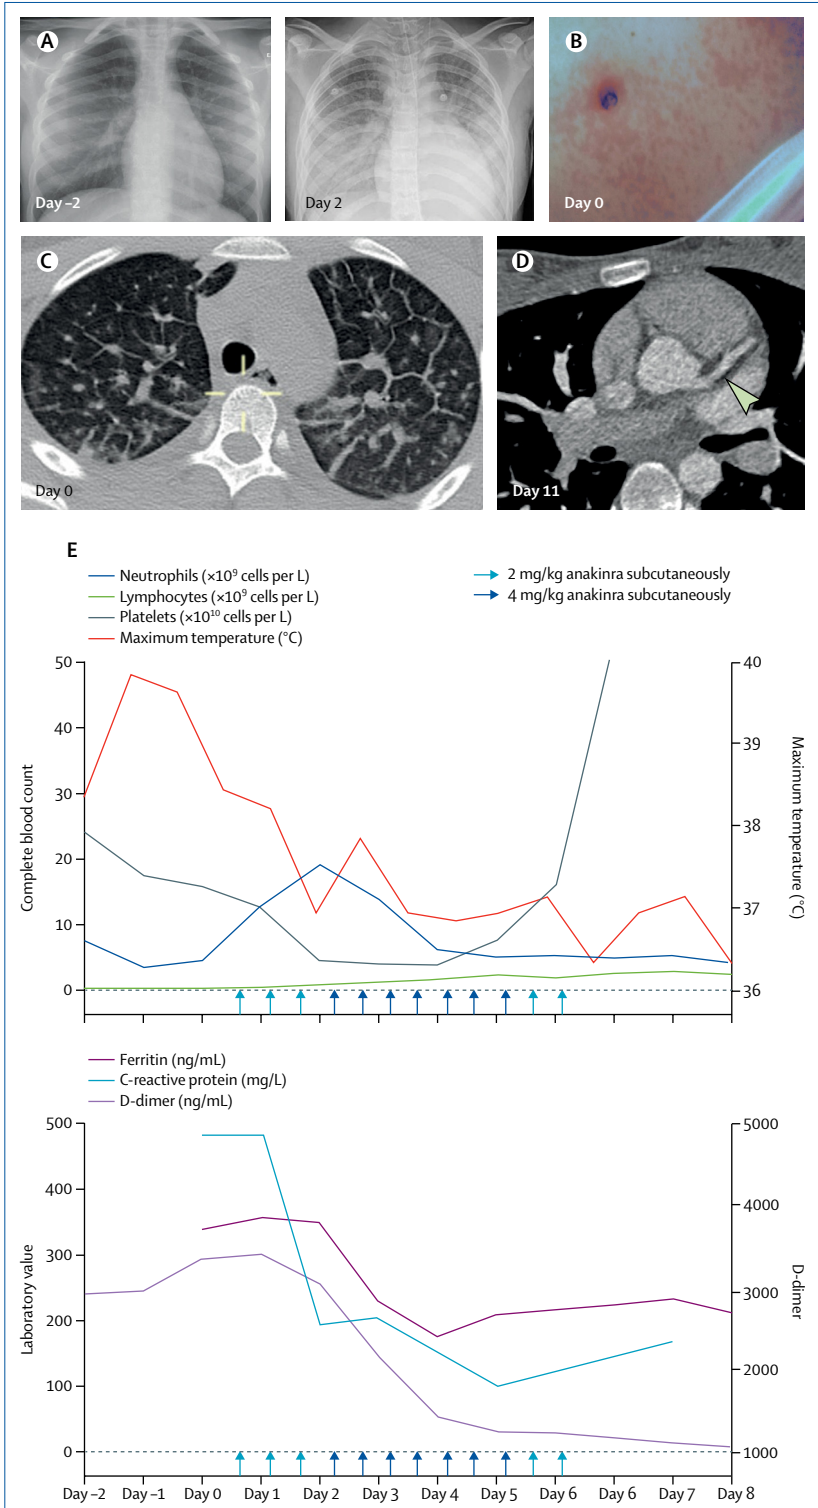 A
Day –2
Day 2
B
Day 0
C
Day 0
D
Day 11
E
Neutrophils (×10⁹ cells per L)
Lymphocytes (×10⁹ cells per L)
Platelets (×10¹⁰ cells per L)
Maximum temperature (°C)
2 mg/kg anakinra subcutaneously
4 mg/kg anakinra subcutaneously
50
40
30
20
10
0
Complete blood count
40
39
38
37
36
Maximum temperature (°C)
Ferritin (ng/mL)
C-reactive protein (mg/L)
D-dimer (ng/mL)
500
400
300
200
100
0
Laboratory value
5000
4000
3000
2000
1000
D-dimer
Day –2 Day –1 Day 0 Day 1 Day 2 Day 3 Day 4 Day 5 Day 6 Day 6 Day 7 Day 8